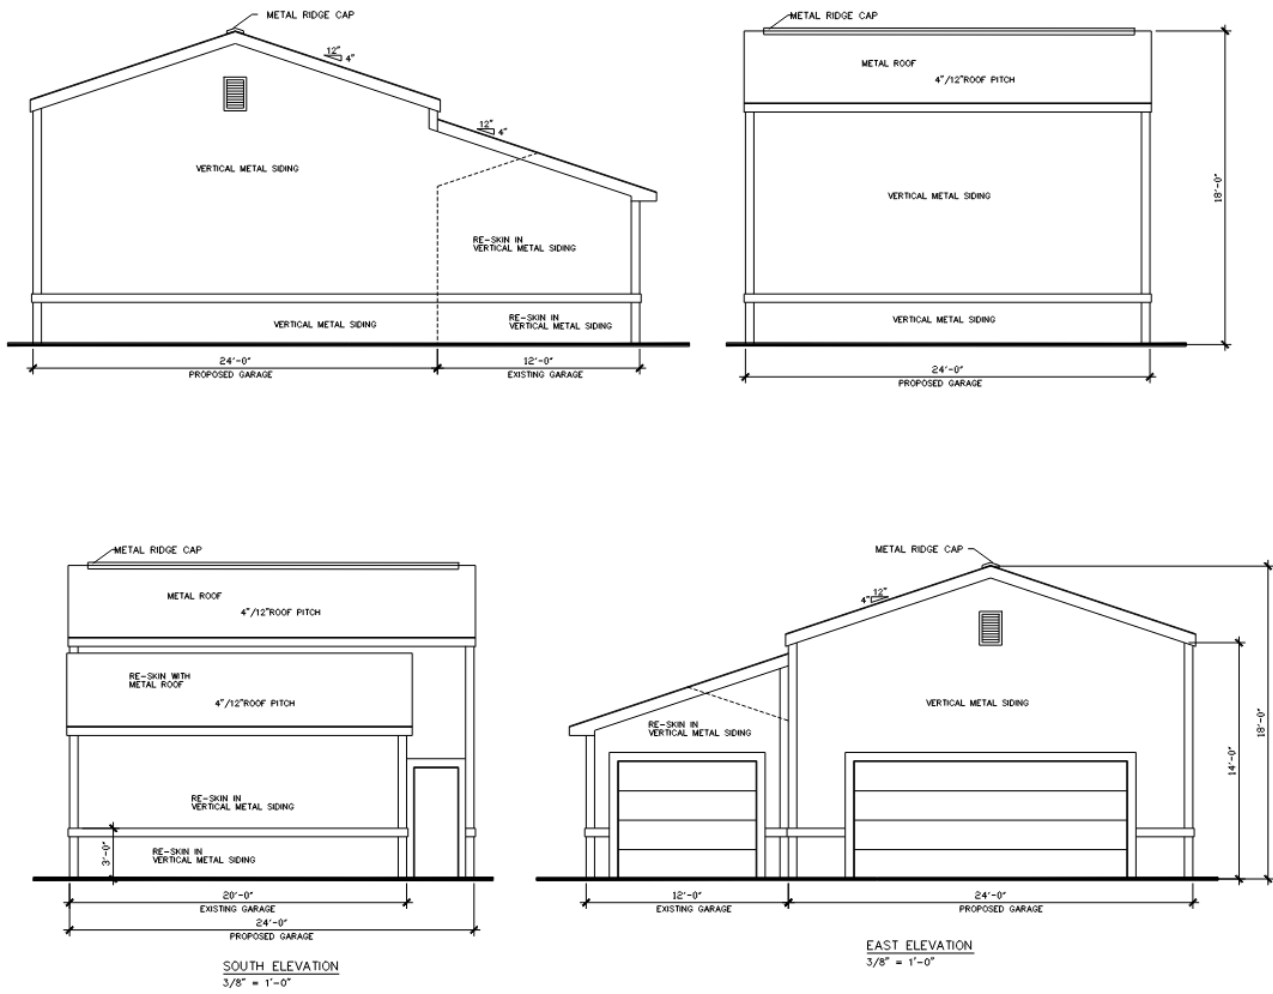 METAL RIDGE CAP
12"
4"
12"
4"
VERTICAL METAL SIDING
RE-SKIN IN
VERTICAL METAL SIDING
VERTICAL METAL SIDING
RE-SKIN IN
VERTICAL METAL SIDING
24'-0"
PROPOSED GARAGE
12'-0"
EXISTING GARAGE
METAL RIDGE CAP
METAL ROOF
4"/12"ROOF PITCH
VERTICAL METAL SIDING
18'-0"
VERTICAL METAL SIDING
24'-0"
PROPOSED GARAGE
METAL RIDGE CAP
METAL ROOF
4"/12"ROOF PITCH
RE-SKIN WITH
METAL ROOF
4"/12"ROOF PITCH
RE-SKIN IN
VERTICAL METAL SIDING
3'-0"
RE-SKIN IN
VERTICAL METAL SIDING
20'-0"
EXISTING GARAGE
24'-0"
PROPOSED GARAGE
SOUTH ELEVATION
3/8" = 1'-0"
METAL RIDGE CAP
12"
4"
RE-SKIN IN
VERTICAL METAL SIDING
VERTICAL METAL SIDING
14'-0"
18'-0"
12'-0"
EXISTING GARAGE
24'-0"
PROPOSED GARAGE
EAST ELEVATION
3/8" = 1'-0"